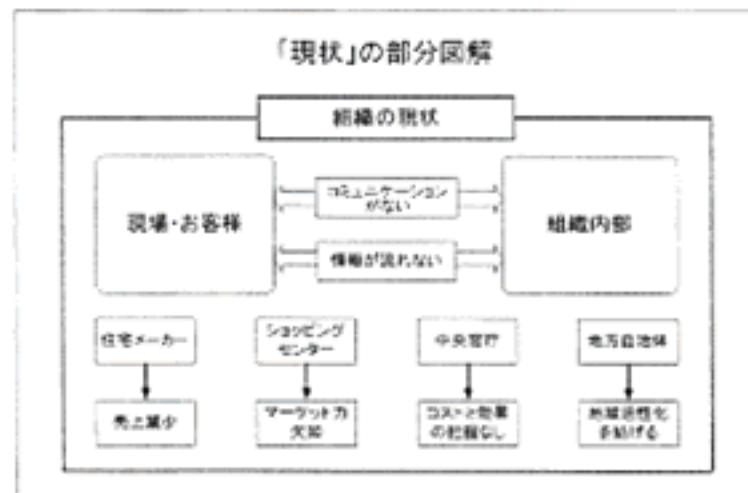 「現状」の部分図解
組織の現状
現場・お客様
コミュニケーション
がない
情報が流れない
組織内部
住宅メーカー
ショッピング
センター
中央官庁
地方自治体
売上減少
マーケット力
欠如
コストと効果
の把握なし
地域活性化
を妨げる